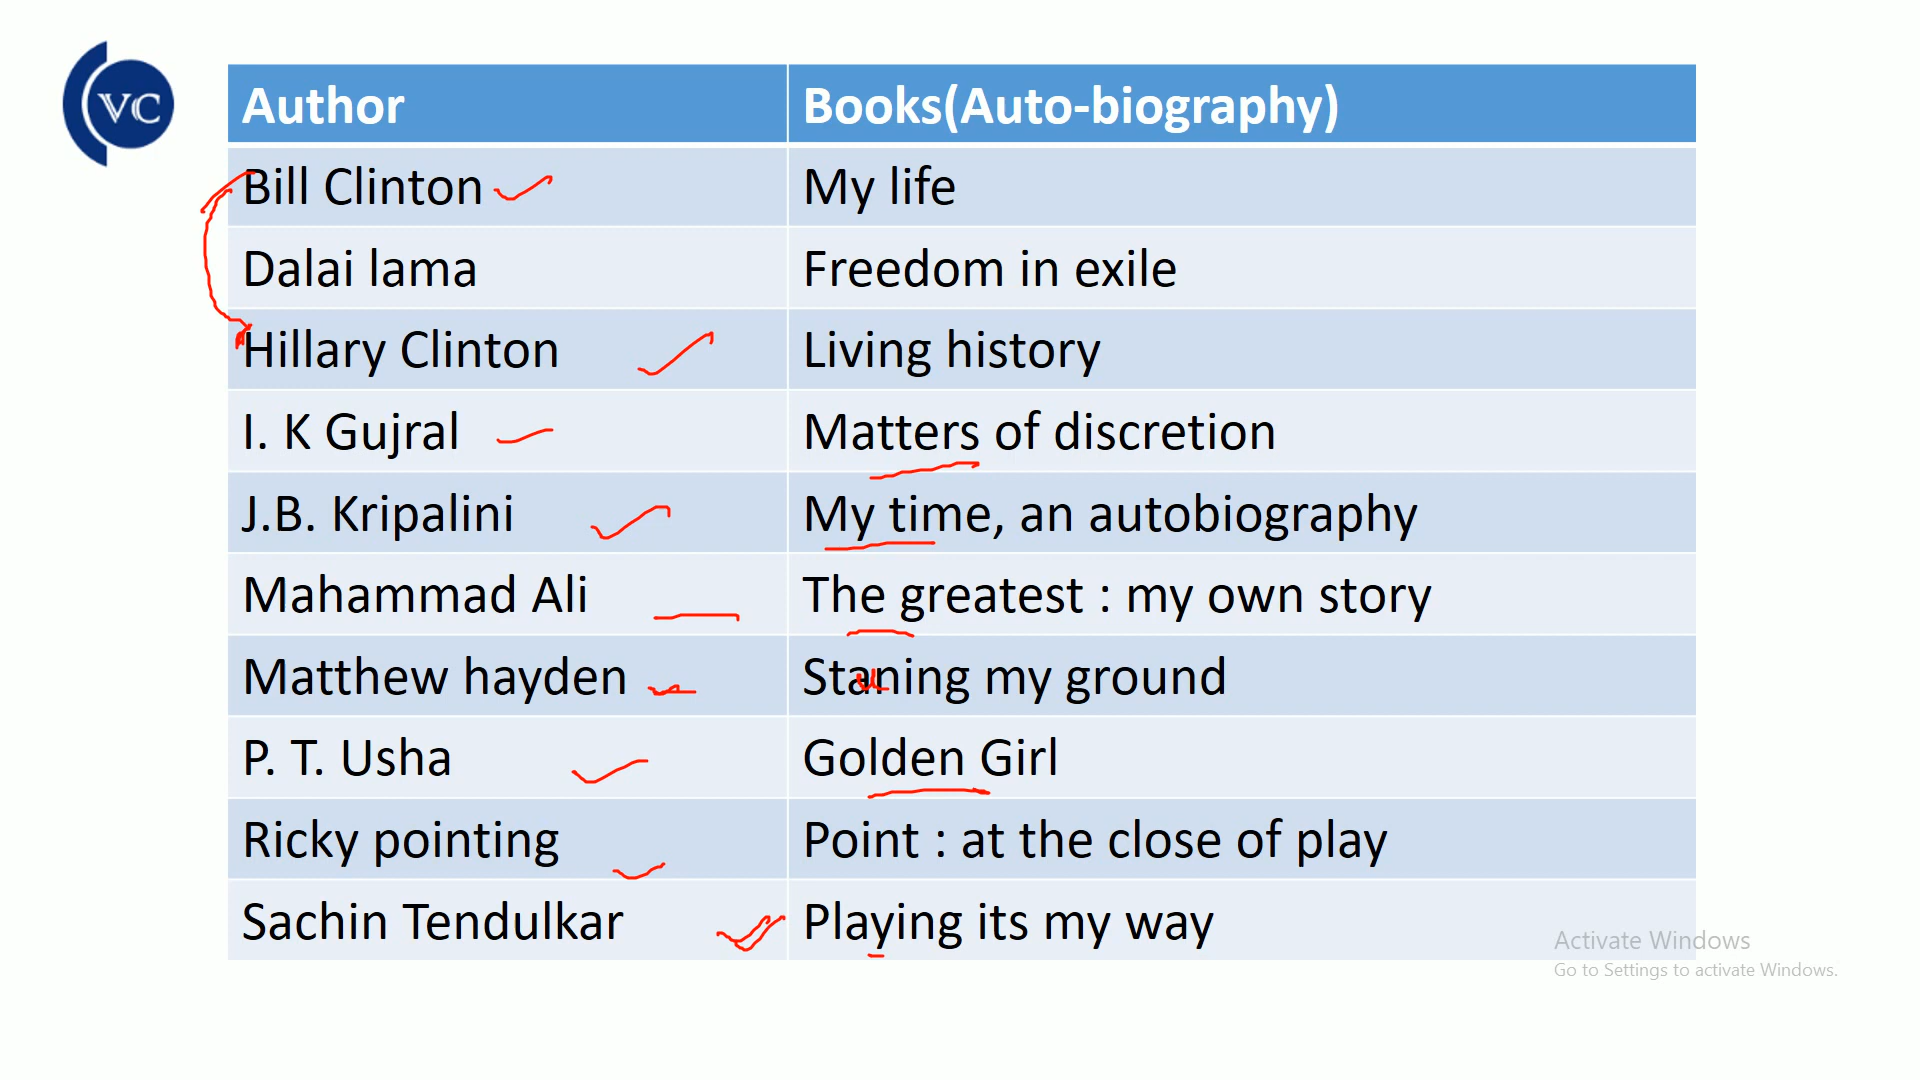 VC
Author Books(Auto-biography)
Bill Clinton My life
Dalai lama Freedom in exile
Hillary Clinton Living history
I. K Gujral Matters of discretion
J.B. Kripalini My time, an autobiography
Mahammad Ali The greatest : my own story
Matthew hayden Staning my ground
P. T. Usha Golden Girl
Ricky pointing Point : at the close of play
Sachin Tendulkar Playing its my way
Activate Windows
Go to Settings to activate Windows.